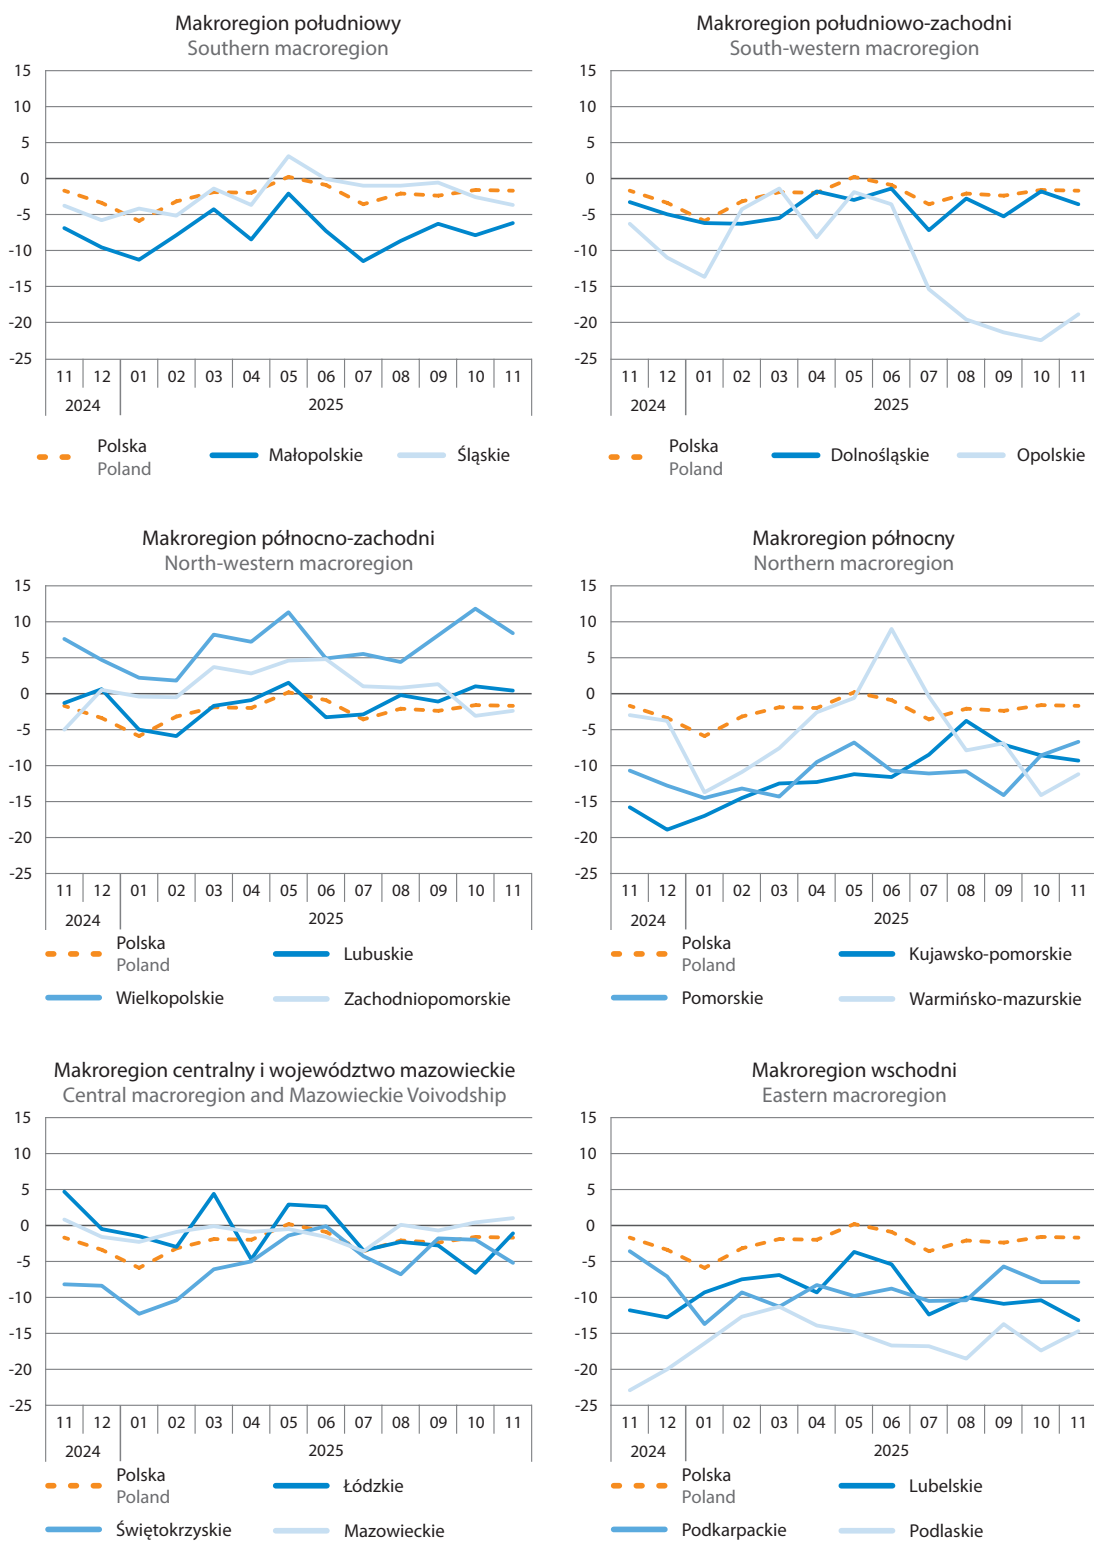 Makroregion południowy
Southern macroregion
15
10
5
0
-5
-10
-15
-20
-25
11 12 01 02 03 04 05 06 07 08 09 10 11
2024 2025
Polska
Poland
Małopolskie
Śląskie
Makroregion południowo-zachodni
South-western macroregion
15
10
5
0
-5
-10
-15
-20
-25
11 12 01 02 03 04 05 06 07 08 09 10 11
2024 2025
Polska
Poland
Dolnośląskie
Opolskie
Makroregion północno-zachodni
North-western macroregion
15
10
5
0
-5
-10
-15
-20
-25
11 12 01 02 03 04 05 06 07 08 09 10 11
2024 2025
Polska
Poland
Lubuskie
Wielkopolskie
Zachodniopomorskie
Makroregion północny
Northern macroregion
15
10
5
0
-5
-10
-15
-20
-25
11 12 01 02 03 04 05 06 07 08 09 10 11
2024 2025
Polska
Poland
Kujawsko-pomorskie
Pomorskie
Warmińsko-mazurskie
Makroregion centralny i województwo mazowieckie
Central macroregion and Mazowieckie Voivodship
15
10
5
0
-5
-10
-15
-20
-25
11 12 01 02 03 04 05 06 07 08 09 10 11
2024 2025
Polska
Poland
Łódzkie
Świętokrzyskie
Mazowieckie
Makroregion wschodni
Eastern macroregion
15
10
5
0
-5
-10
-15
-20
-25
11 12 01 02 03 04 05 06 07 08 09 10 11
2024 2025
Polska
Poland
Lubelskie
Podkarpackie
Podlaskie